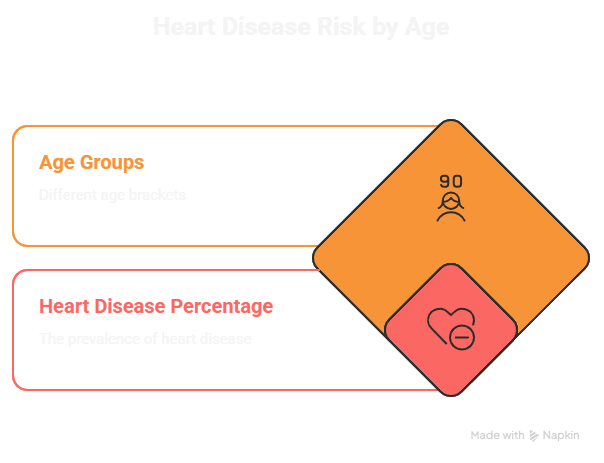 Heart Disease Risk by Age
Age Groups
Different age brackets
90
Heart Disease Percentage
The prevalence of heart disease
Made with Napkin